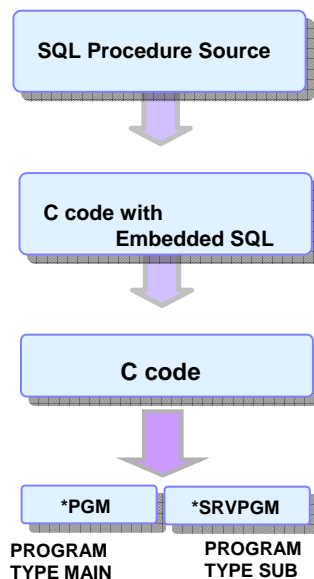 SQL Procedure Source
C code with
Embedded SQL
C code
*PGM
*SRVPGM
PROGRAM
TYPE MAIN
PROGRAM
TYPE SUB